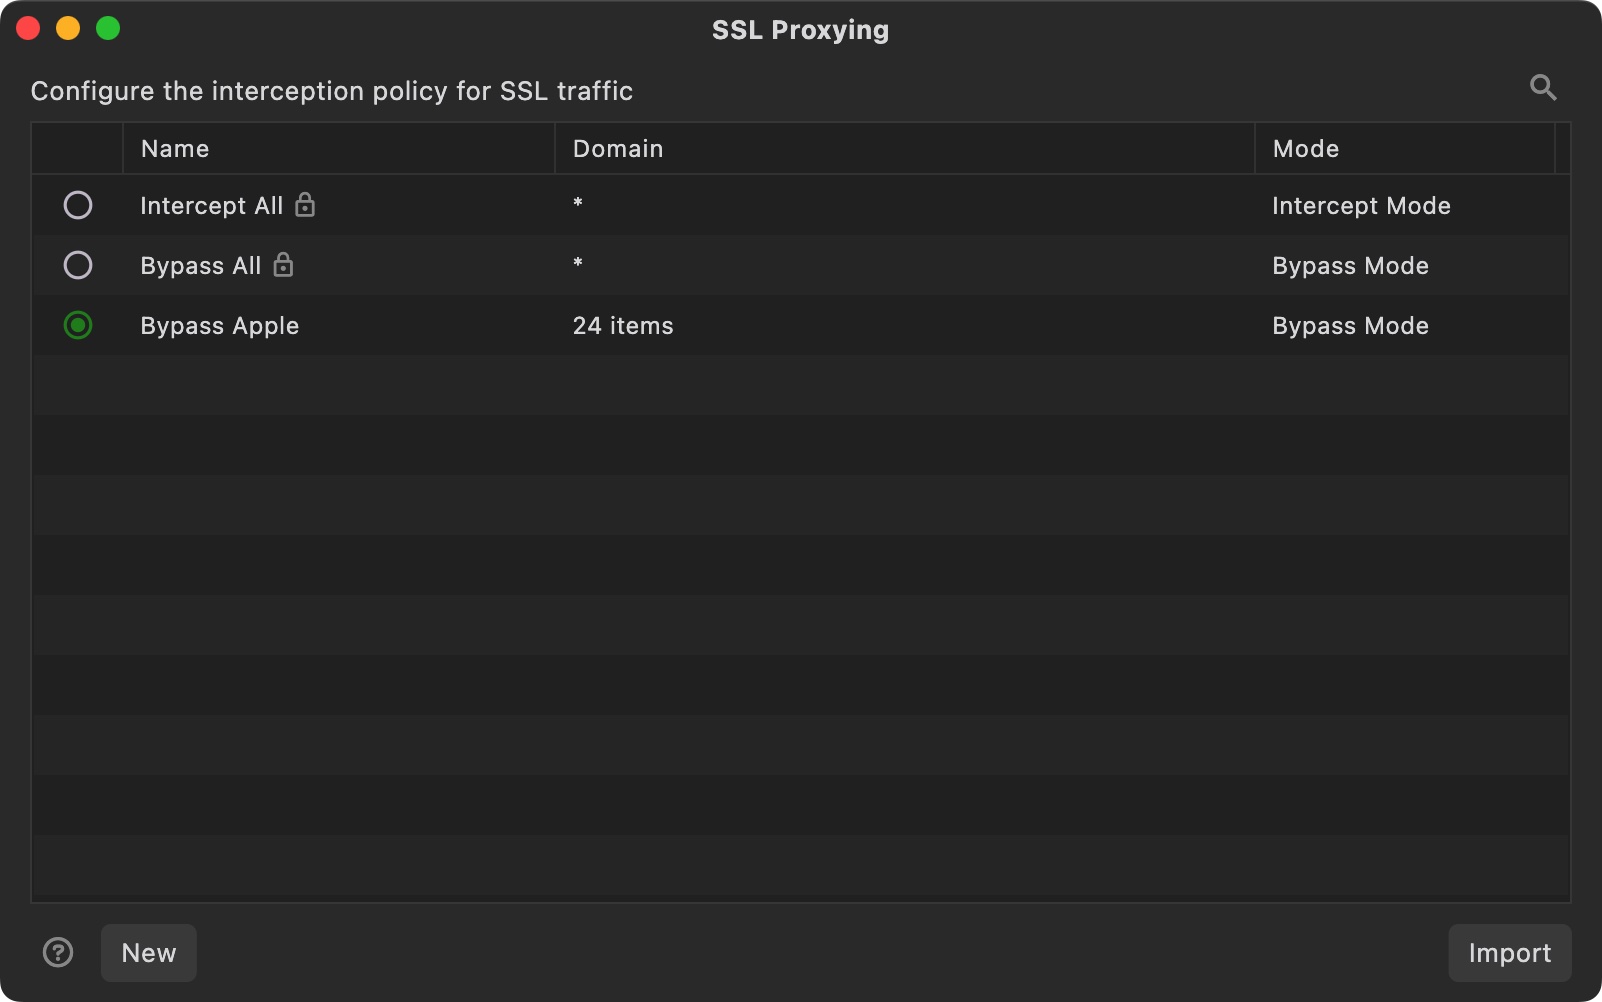 SSL Proxying
Configure the interception policy for SSL traffic
Name Domain Mode
Intercept All * Intercept Mode
Bypass All * Bypass Mode
Bypass Apple 24 items Bypass Mode
? New Import